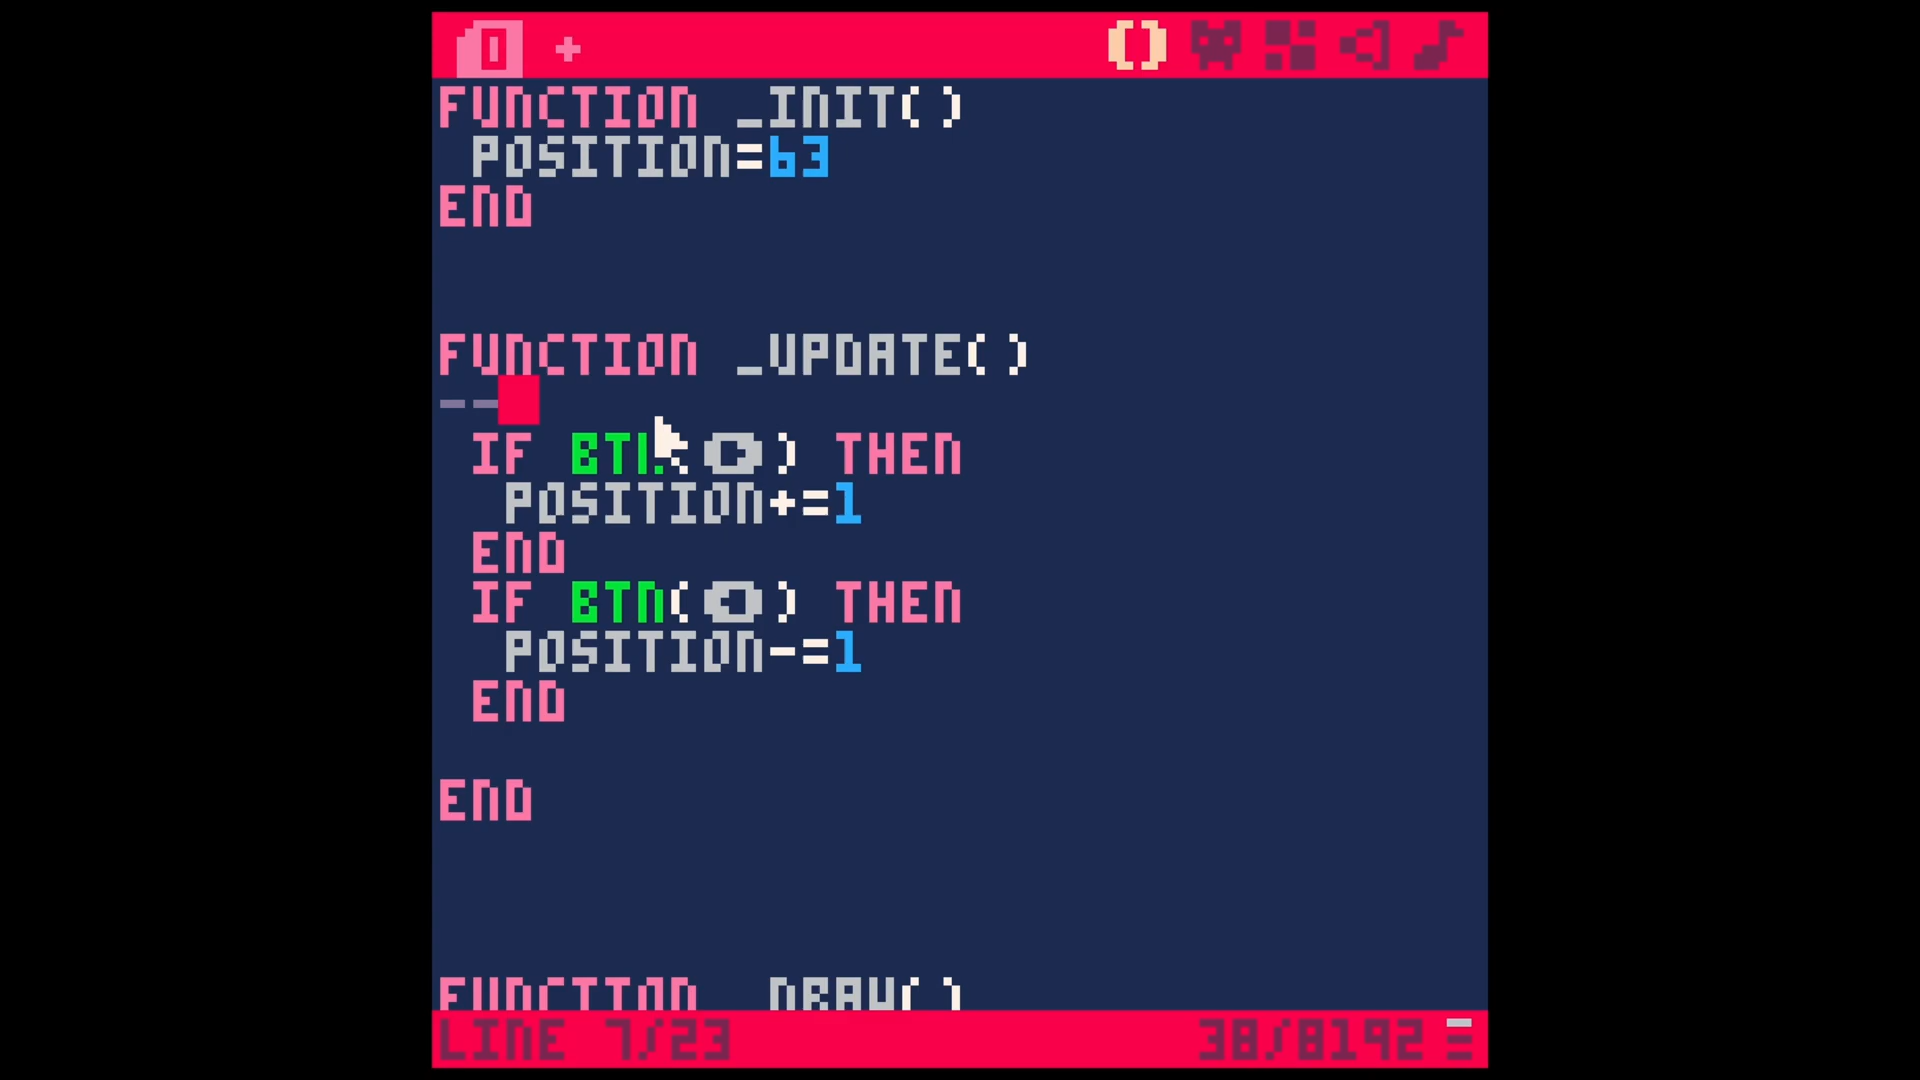 0 +
FUNCTION _INIT()
POSITION=63
END
FUNCTION _UPDATE()
--
IF BTN(➡️) THEN
POSITION+=1
END
IF BTN(⬅️) THEN
POSITION-=1
END
END
FUNCTION _DRAW()
LINE 7/23
38/8192